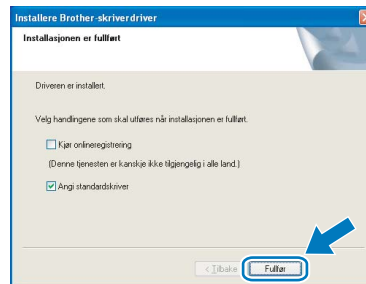 Installere Brother-skriverdriver
Installasjonen er fullført
Driveren er installert.
Velg handlingene som skal utføres når installasjonen er fullført.
Kjør onlineregistrering
(Denne tjenesten er kanskje ikke tilgjengelig i alle land.)
Angi standardskriver
< Tilbake
Fullfør